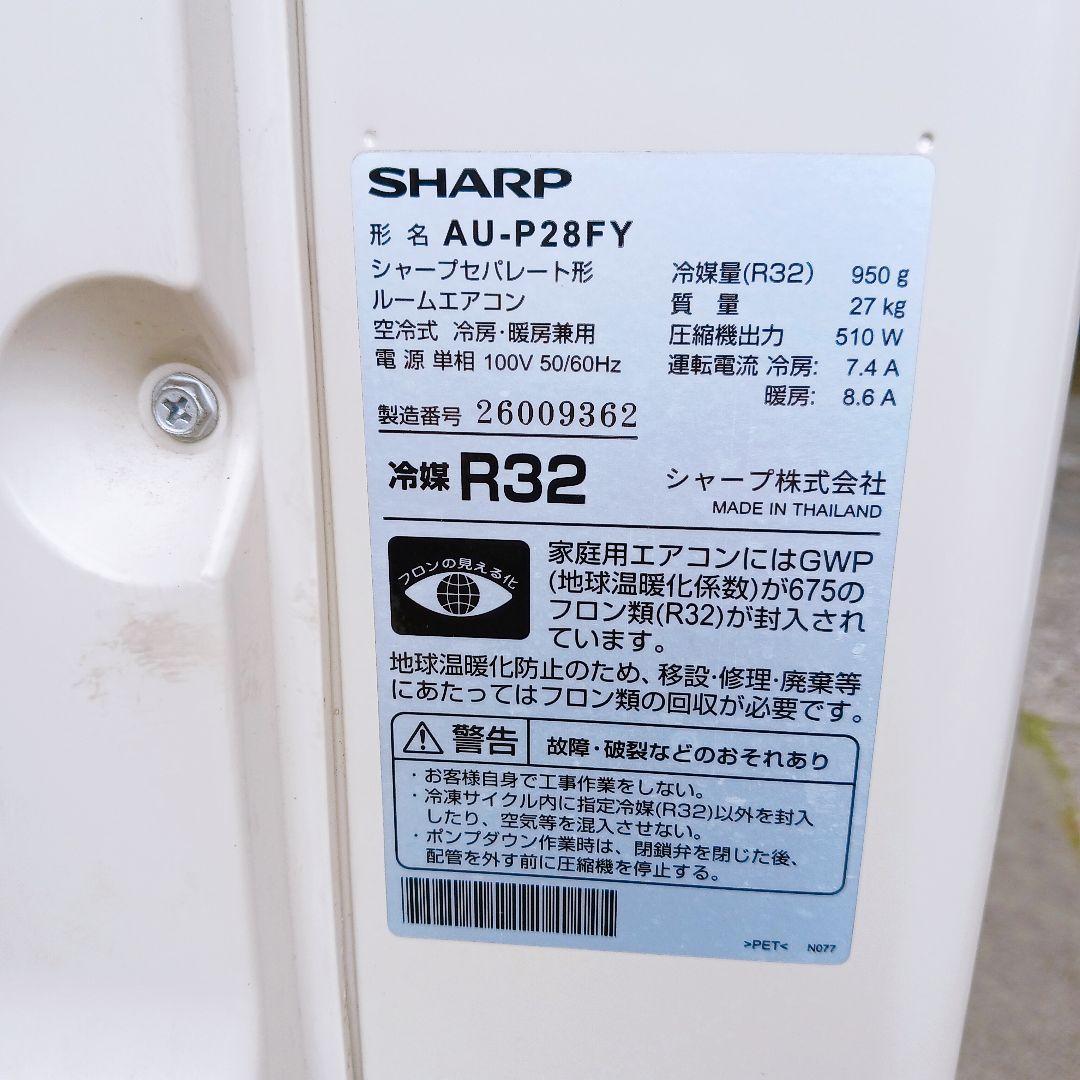 SHARP
形名 AU-P28FY
シャープセパレート形
ルームエアコン
空冷式 冷房・暖房兼用
電源 単相 100V 50/60Hz
冷媒量(R32) 950 g
質量 27 kg
圧縮機出力 510 W
運転電流 冷房: 7.4 A
暖房: 8.6 A
製造番号 26009362
冷媒 R32
シャープ株式会社
MADE IN THAILAND
フロンの見える化
家庭用エアコンにはGWP
(地球温暖化係数)が675の
フロン類(R32)が封入され
ています。
地球温暖化防止のため、移設・修理・廃棄等
にあたってはフロン類の回収が必要です。
警告 故障・破裂などのおそれあり
・お客様自身で工事作業をしない。
・冷凍サイクル内に指定冷媒(R32)以外を封入
したり、空気等を混入させない。
・ポンプダウン作業時は、閉鎖弁を閉じた後、
配管を外す前に圧縮機を停止する。
>PET< N077